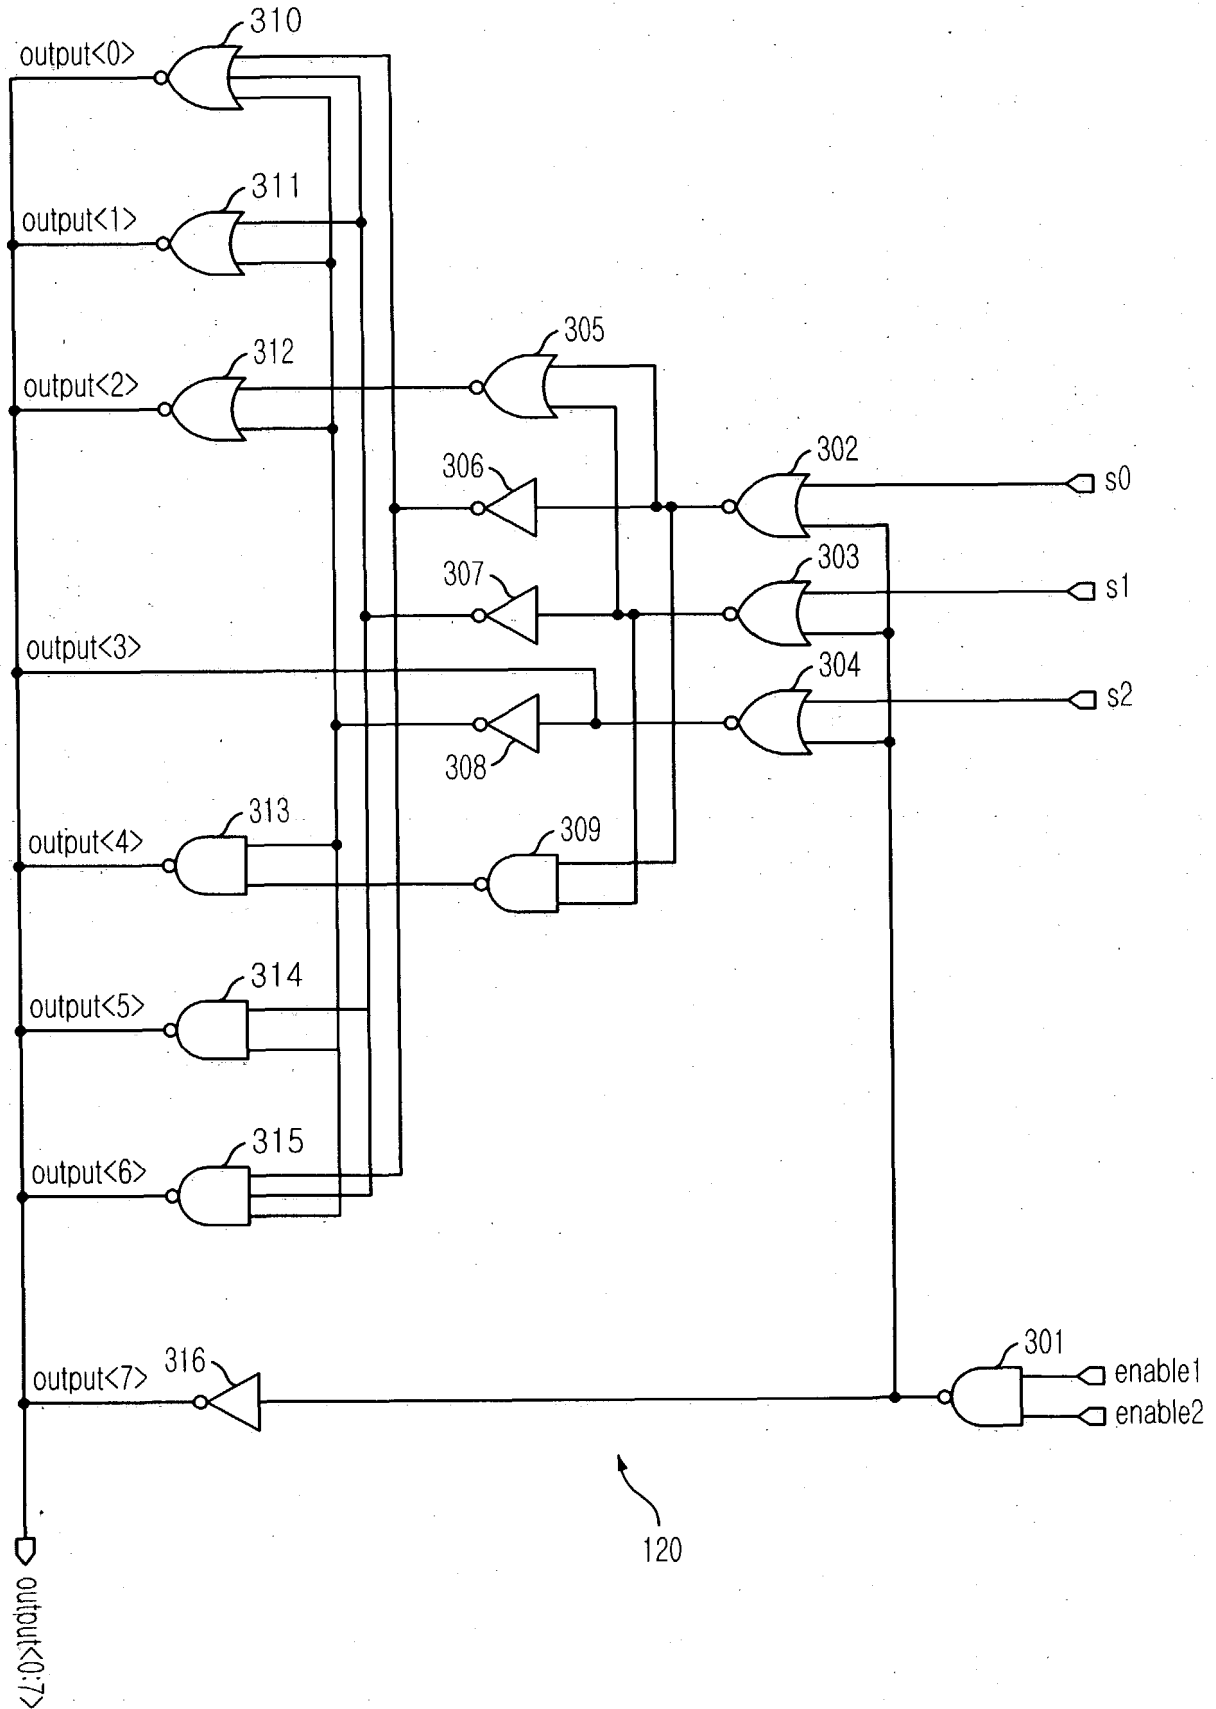 310
output<0>
311
output<1>
305
312
output<2>
302
s0
306
303
s1
307
output<3>
304
s2
308
313
309
output<4>
314
output<5>
315
output<6>
301
316
output<7>
enable1
enable2
120
output<0:7>